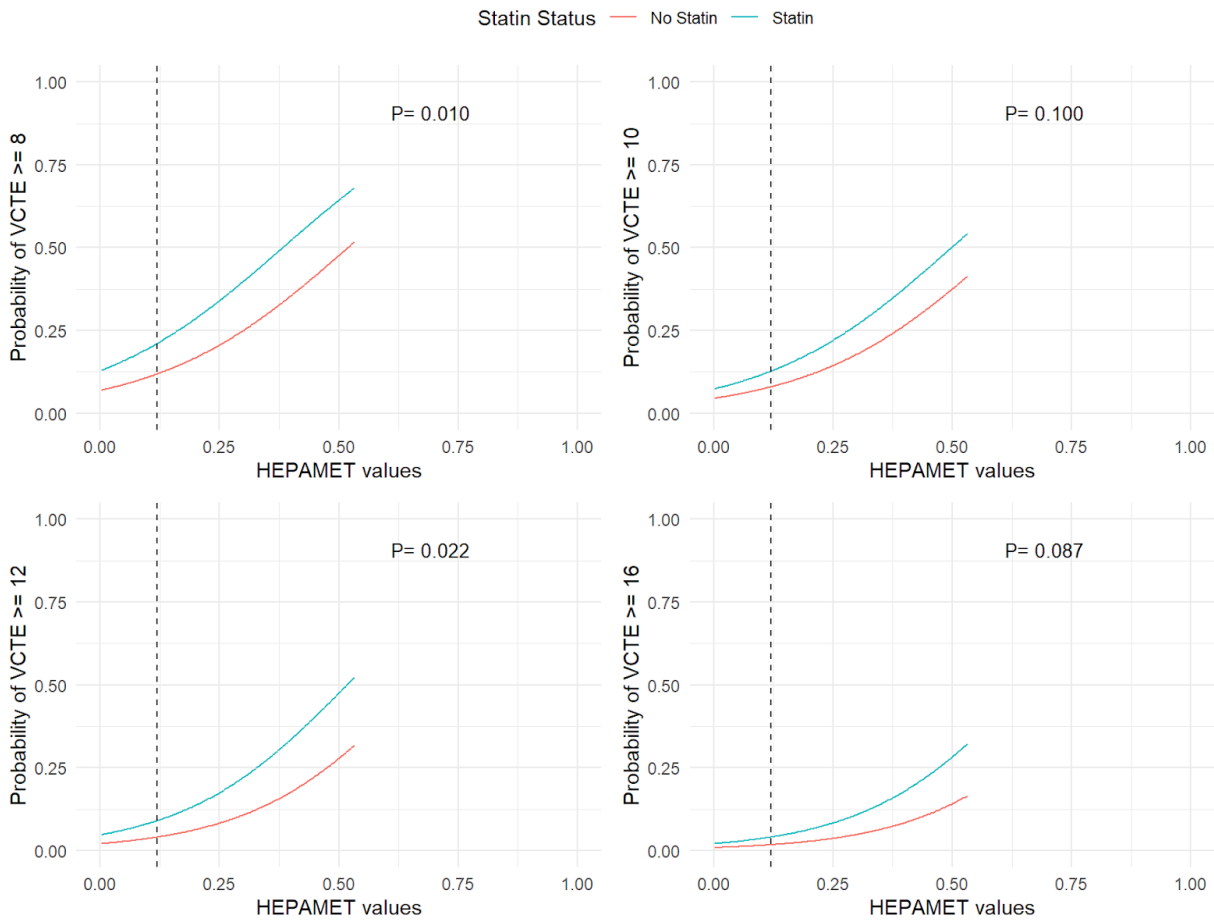 Statin Status No Statin Statin
P= 0.010
Probability of VCTE >= 8
1.00
0.75
0.50
0.25
0.00
0.00 0.25 0.50 0.75 1.00
HEPAMET values
P= 0.100
Probability of VCTE >= 10
1.00
0.75
0.50
0.25
0.00
0.00 0.25 0.50 0.75 1.00
HEPAMET values
P= 0.022
Probability of VCTE >= 12
1.00
0.75
0.50
0.25
0.00
0.00 0.25 0.50 0.75 1.00
HEPAMET values
P= 0.087
Probability of VCTE >= 16
1.00
0.75
0.50
0.25
0.00
0.00 0.25 0.50 0.75 1.00
HEPAMET values